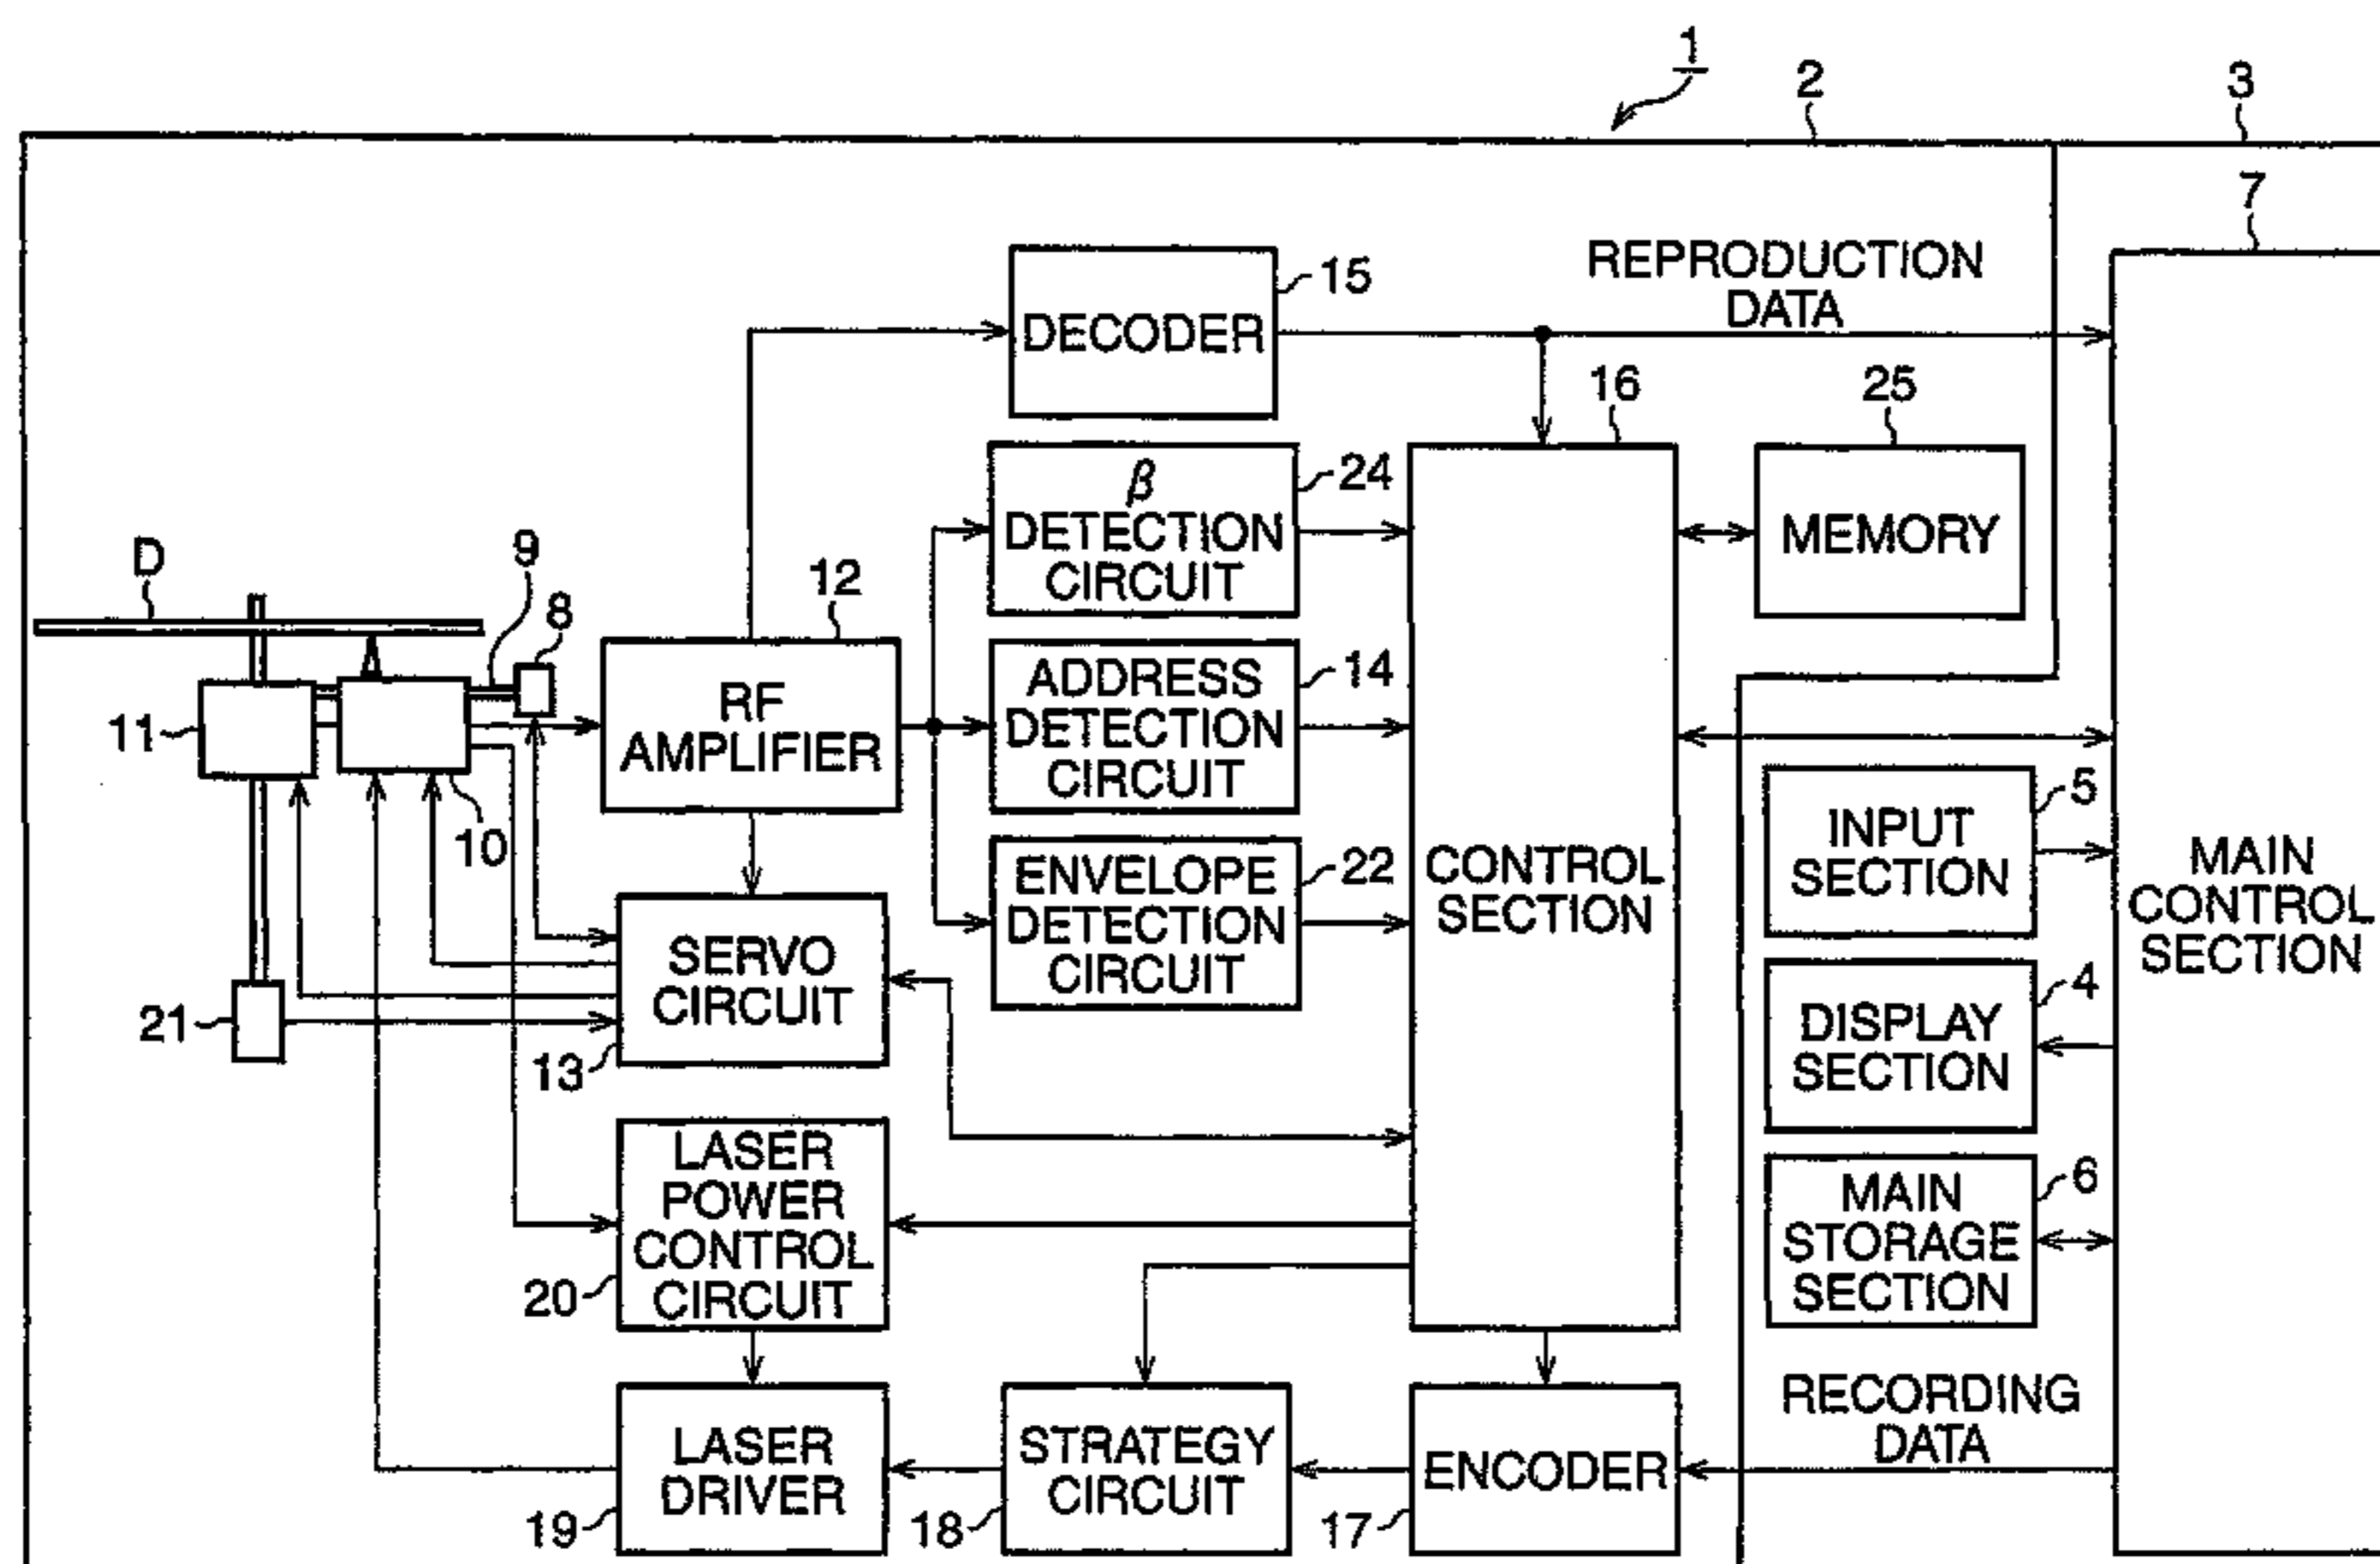 1
2
3
7
REPRODUCTION
DATA
15
DECODER
16
25
β
DETECTION
CIRCUIT
24
MEMORY
D
9
8
12
RF
AMPLIFIER
ADDRESS
DETECTION
CIRCUIT
14
11
10
5
INPUT
SECTION
ENVELOPE
DETECTION
CIRCUIT
22
CONTROL
SECTION
MAIN
CONTROL
SECTION
SERVO
CIRCUIT
13
21
DISPLAY
SECTION
4
LASER
POWER
CONTROL
CIRCUIT
20
MAIN
STORAGE
SECTION
6
RECORDING
DATA
LASER
DRIVER
19
STRATEGY
CIRCUIT
18
ENCODER
17